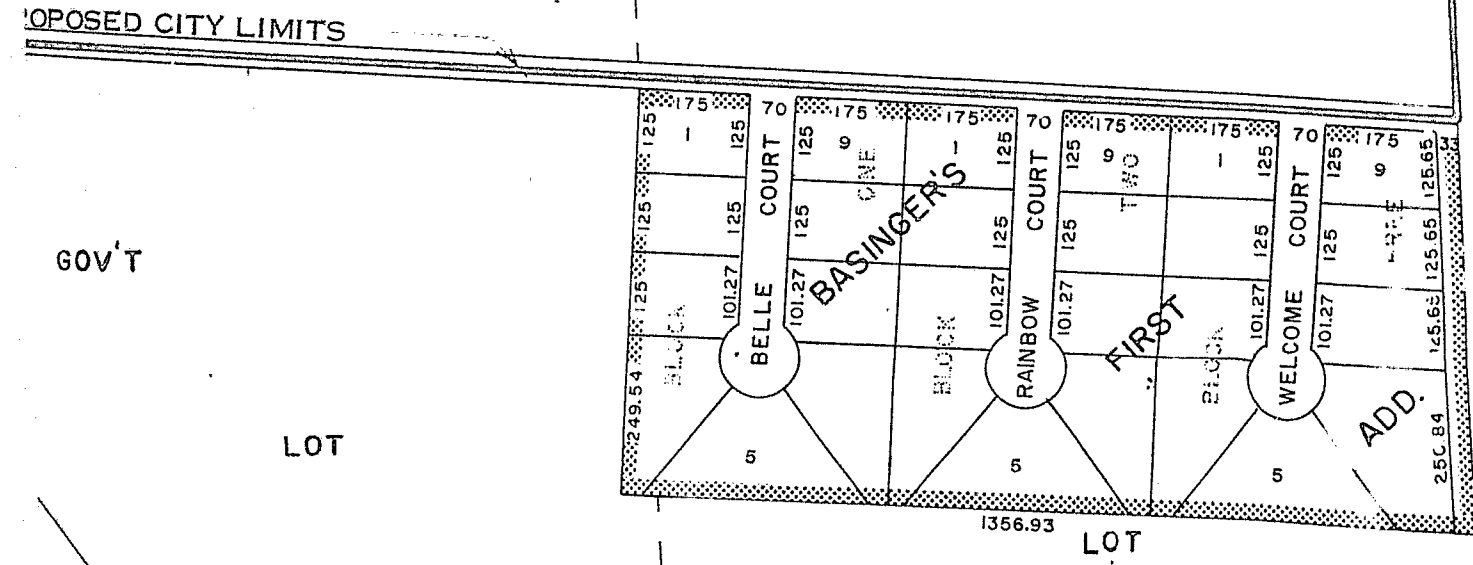 OPOSED CITY LIMITS
175 70 175 175 70 175 175 70 175 33
1 9 1 9 1 9
125 125 125 125 125 125 125 125.65
125 125 125 125 125 125 125 125.65
125 101.27 101.27 101.27 101.27 101.27 101.27
249.54 250.84
BLOCK ONE
BLOCK TWO
BLOCK
BELLE COURT
RAINBOW COURT
WELCOME COURT
BASINGER'S FIRST ADD.
5 5 5
1356.93
GOV'T
LOT
LOT